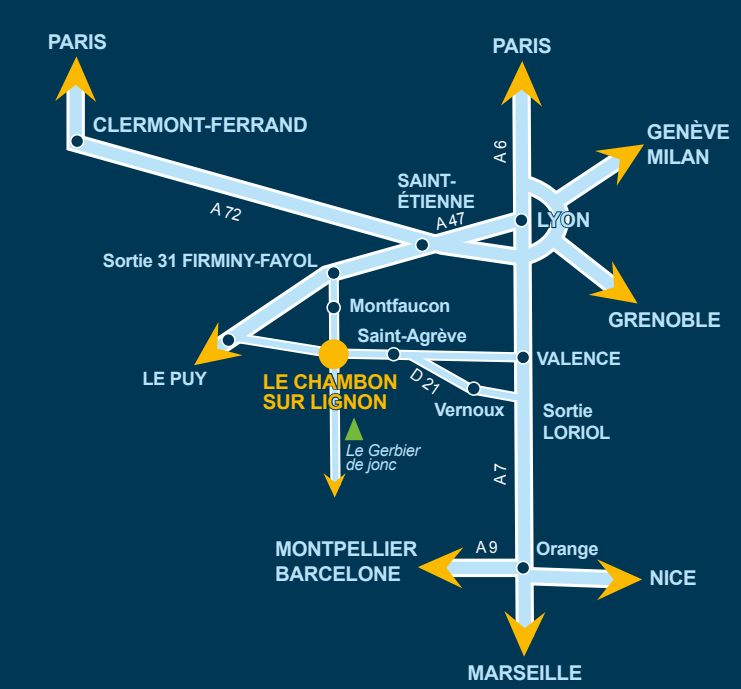 PARIS
PARIS
CLERMONT-FERRAND
GENÈVE
MILAN
A 6
SAINT-
ÉTIENNE
A 72
A 47
LYON
Sortie 31 FIRMINY-FAYOL
Montfaucon
GRENOBLE
Saint-Agrève
VALENCE
LE PUY
LE CHAMBON
SUR LIGNON
D 21
Vernoux
Sortie
LORIOL
Le Gerbier
de jonc
A 7
MONTPELLIER
BARCELONE
A 9
Orange
NICE
MARSEILLE